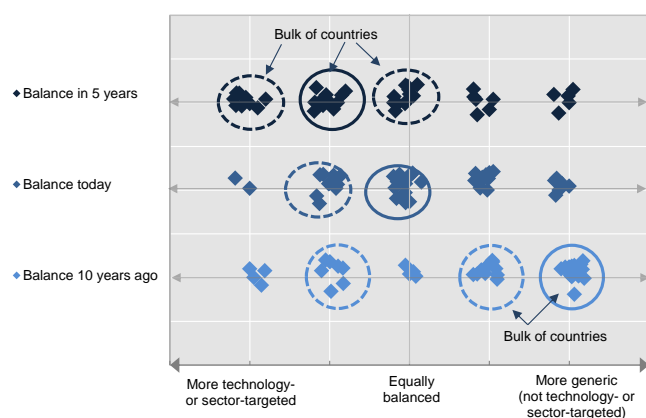 Bulk of countries
Balance in 5 years
Balance today
Balance 10 years ago
Bulk of countries
More technology-
or sector-targeted
Equally
balanced
More generic
(not technology- or
sector-targeted)